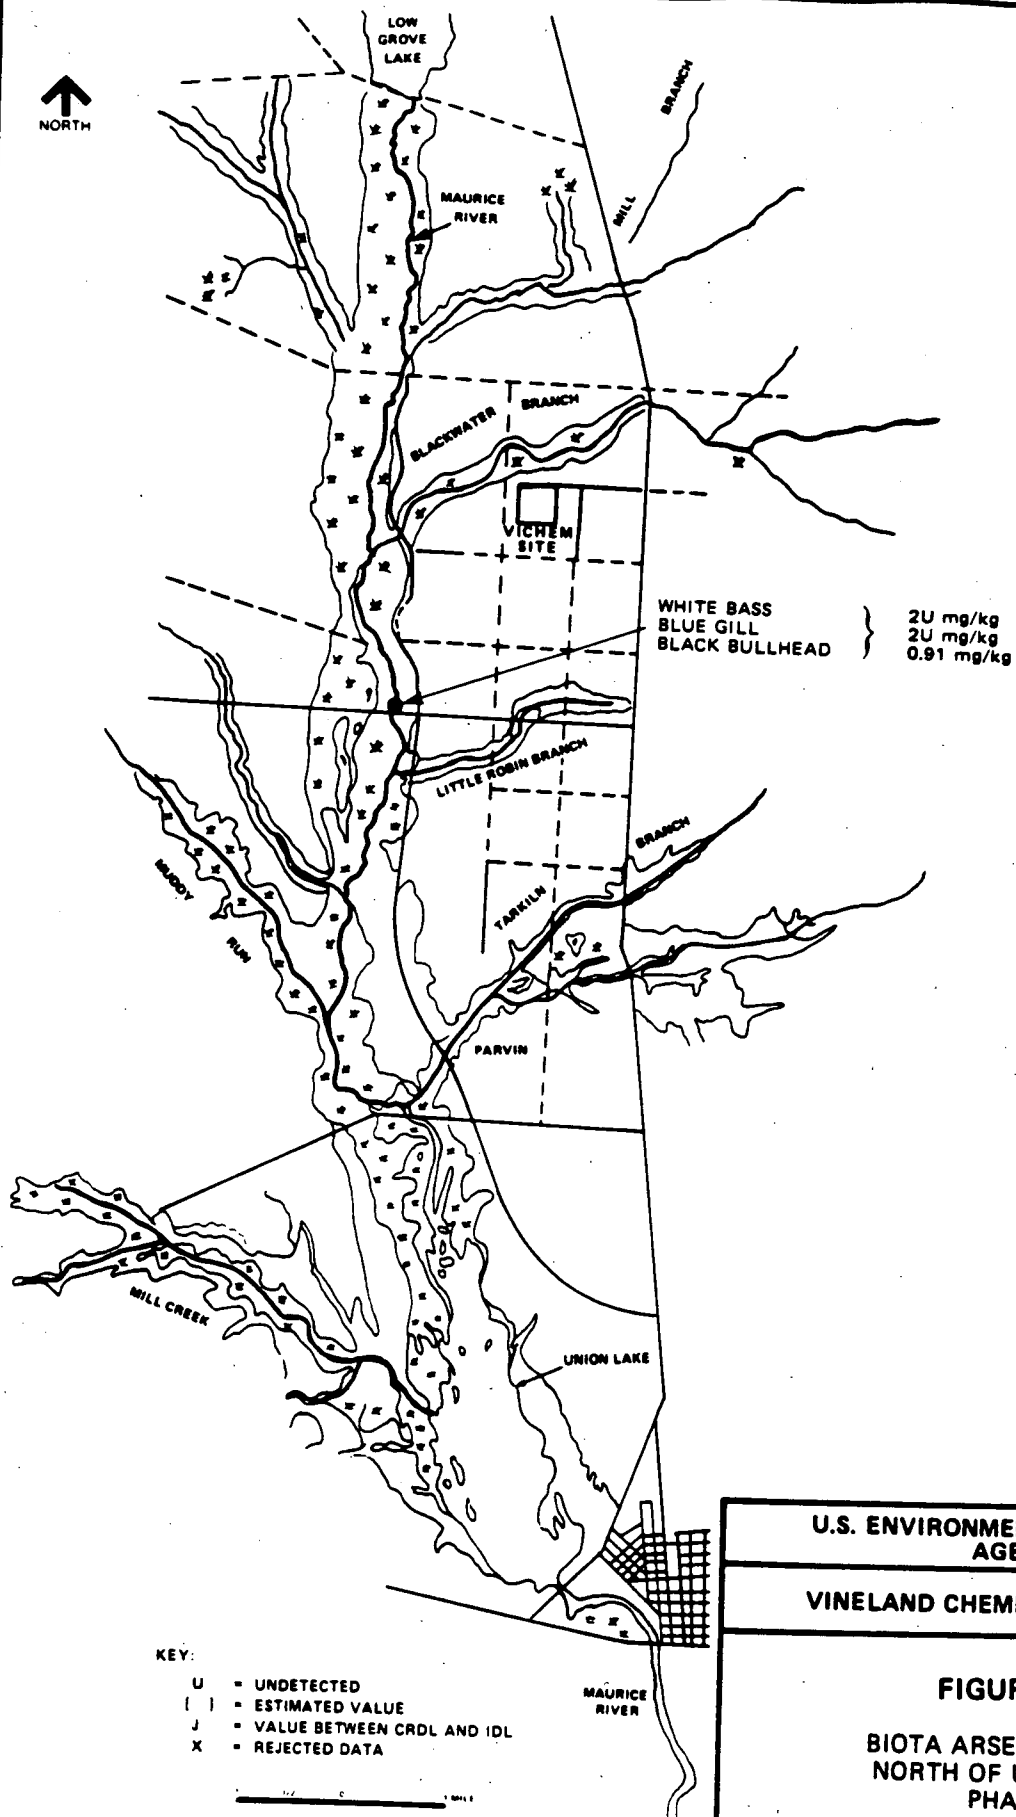 LOW
GROVE
LAKE
NORTH
BRANCH
MILL
MAURICE
RIVER
BLACKWATER BRANCH
VICHEM
SITE
WHITE BASS } 2U mg/kg
BLUE GILL 2U mg/kg
BLACK BULLHEAD 0.91 mg/kg
LITTLE ROBIN BRANCH
MUDDY
RUN
TARKILN
BRANCH
PARVIN
MILL CREEK
UNION LAKE
U.S. ENVIRONME
AGE
VINELAND CHEM
KEY:
U = UNDETECTED
[ ] = ESTIMATED VALUE
J = VALUE BETWEEN CRDL AND IDL
X = REJECTED DATA
MAURICE
RIVER
FIGUR
BIOTA ARSE
NORTH OF U
PHA